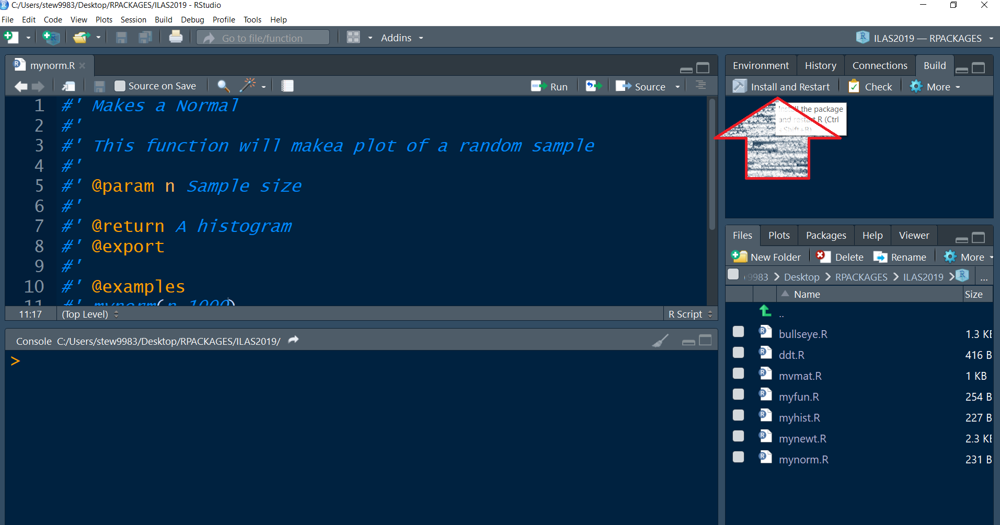 C:/Users/stew9983/Desktop/RPACKAGES/ILAS2019 - RStudio
File Edit Code View Plots Session Build Debug Profile Tools Help
Go to file/function Addins ILAS2019 — RPACKAGES
mynorm.R
Source on Save Run Source
1 #' Makes a Normal
2 #'
3 #' This function will makea plot of a random sample
4 #'
5 #' @param n Sample size
6 #'
7 #' @return A histogram
8 #' @export
9 #'
10 #' @examples
11 #' mynorm(n 1000)
11:17 (Top Level) R Script
Console C:/Users/stew9983/Desktop/RPACKAGES/ILAS2019/
>
Environment History Connections Build
Install and Restart Check More
Install the package
and restart R (Ctrl
+Shift+B)
Files Plots Packages Help Viewer
New Folder Delete Rename More
9983 Desktop RPACKAGES ILAS2019 ...
Name Size
..
bullseye.R 1.3 KB
ddt.R 416 B
mvmat.R 1 KB
myfun.R 254 B
myhist.R 227 B
mynewt.R 2.3 KB
mynorm.R 231 B